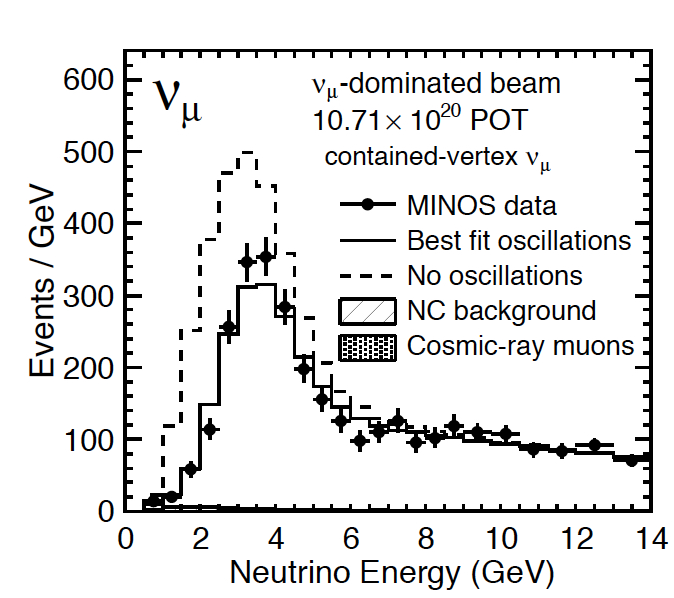 ν_μ
ν_μ-dominated beam
10.71× 10^20 POT
contained-vertex ν_μ
MINOS data
Best fit oscillations
No oscillations
NC background
Cosmic-ray muons
Events / GeV
600
500
400
300
200
100
0
0 2 4 6 8 10 12 14
Neutrino Energy (GeV)